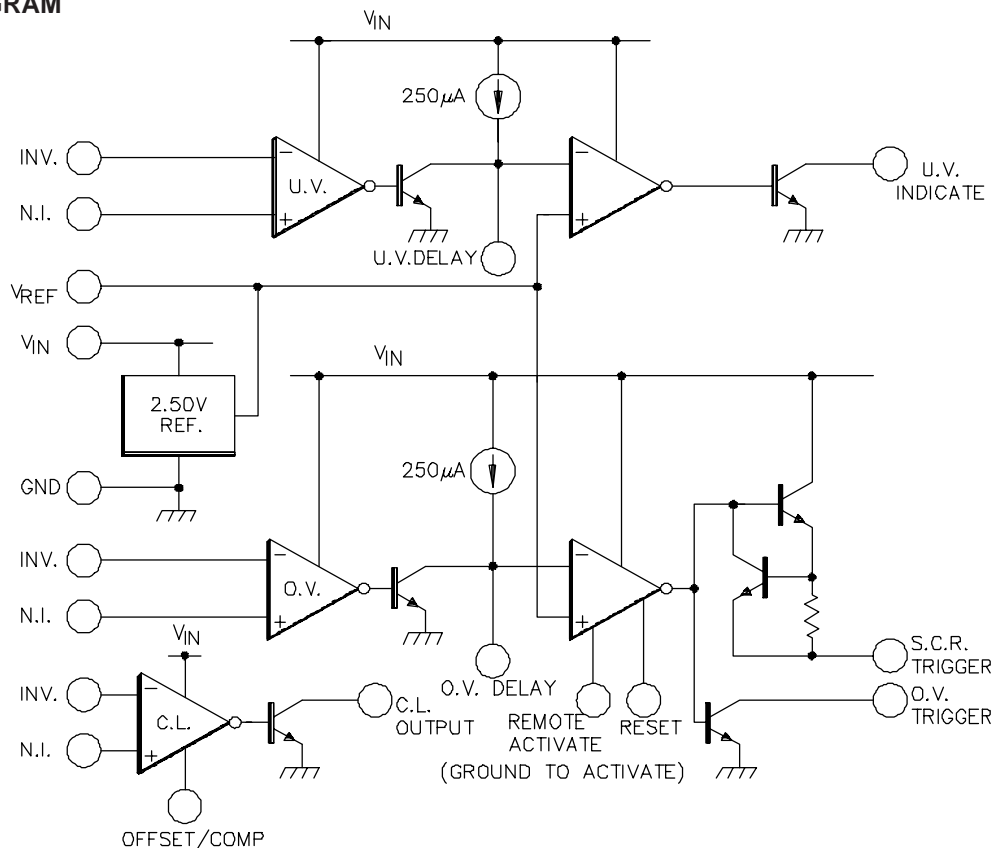 GRAM
VIN
250µA
INV.
U.V.
N.I.
U.V.DELAY
U.V.
INDICATE
VREF
VIN
2.50V
REF.
GND
VIN
250µA
INV.
N.I.
O.V.
O.V. DELAY
REMOTE
ACTIVATE
(GROUND TO ACTIVATE)
RESET
S.C.R.
TRIGGER
O.V.
TRIGGER
VIN
INV.
N.I.
C.L.
C.L.
OUTPUT
OFFSET/COMP